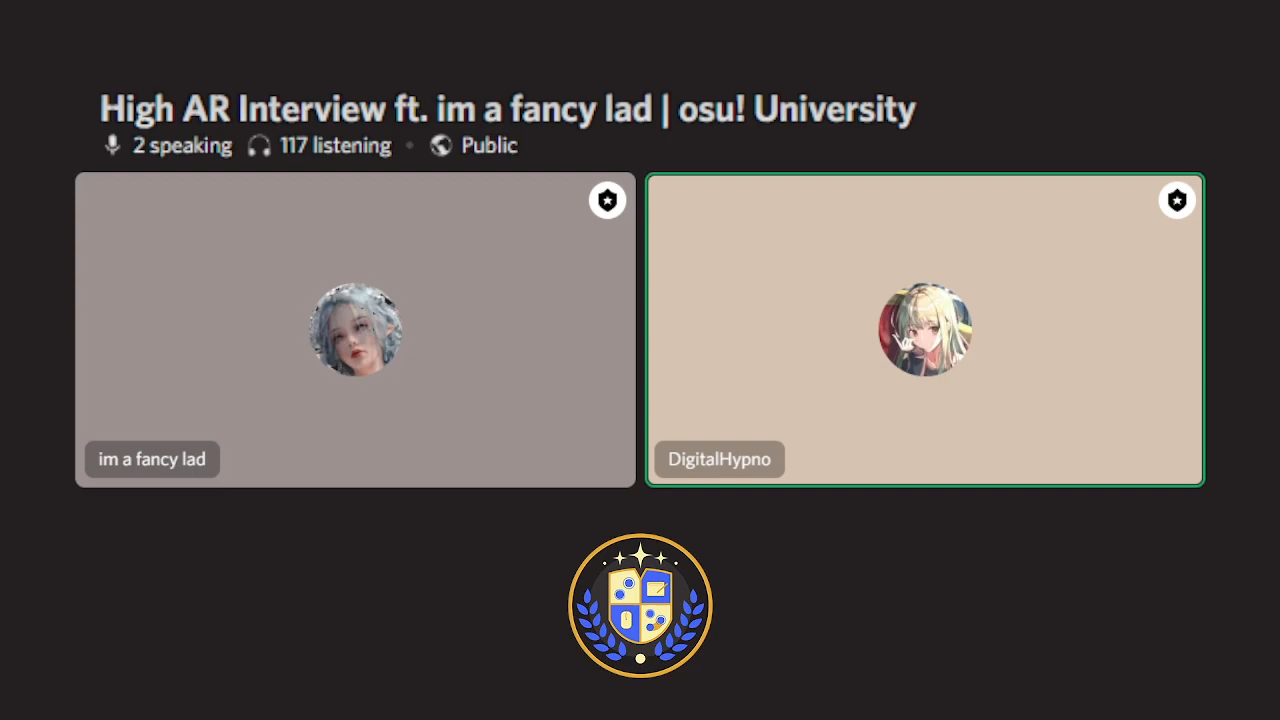 High AR Interview ft. im a fancy lad | osu! University
2 speaking 117 listening • Public
im a fancy lad
DigitalHypno